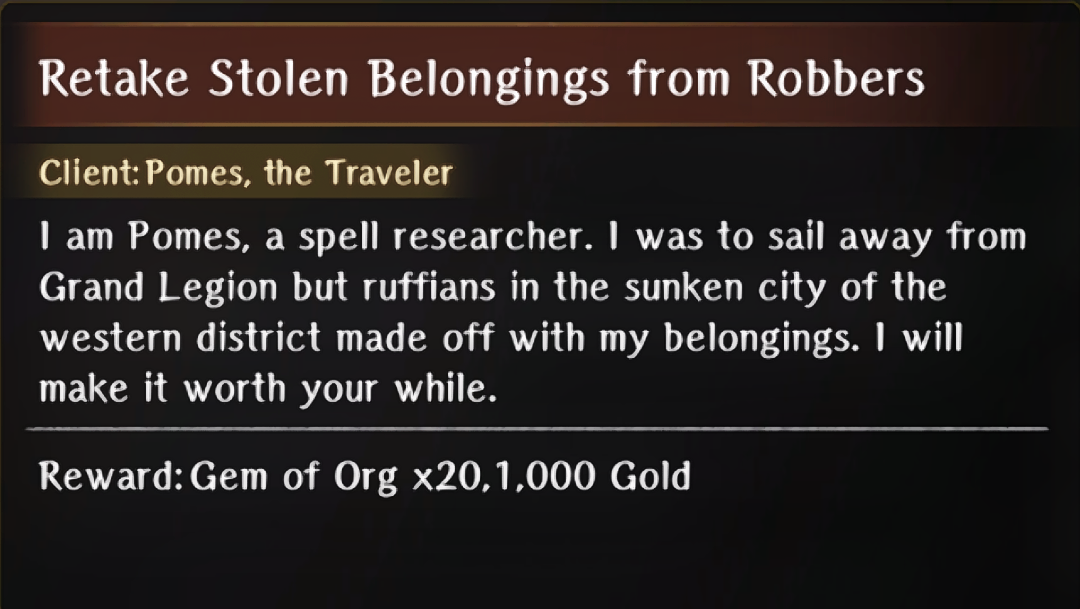 Retake Stolen Belongings from Robbers
Client:Pomes, the Traveler
I am Pomes, a spell researcher. I was to sail away from
Grand Legion but ruffians in the sunken city of the
western district made off with my belongings. I will
make it worth your while.
Reward:Gem of Org x20,1,000 Gold